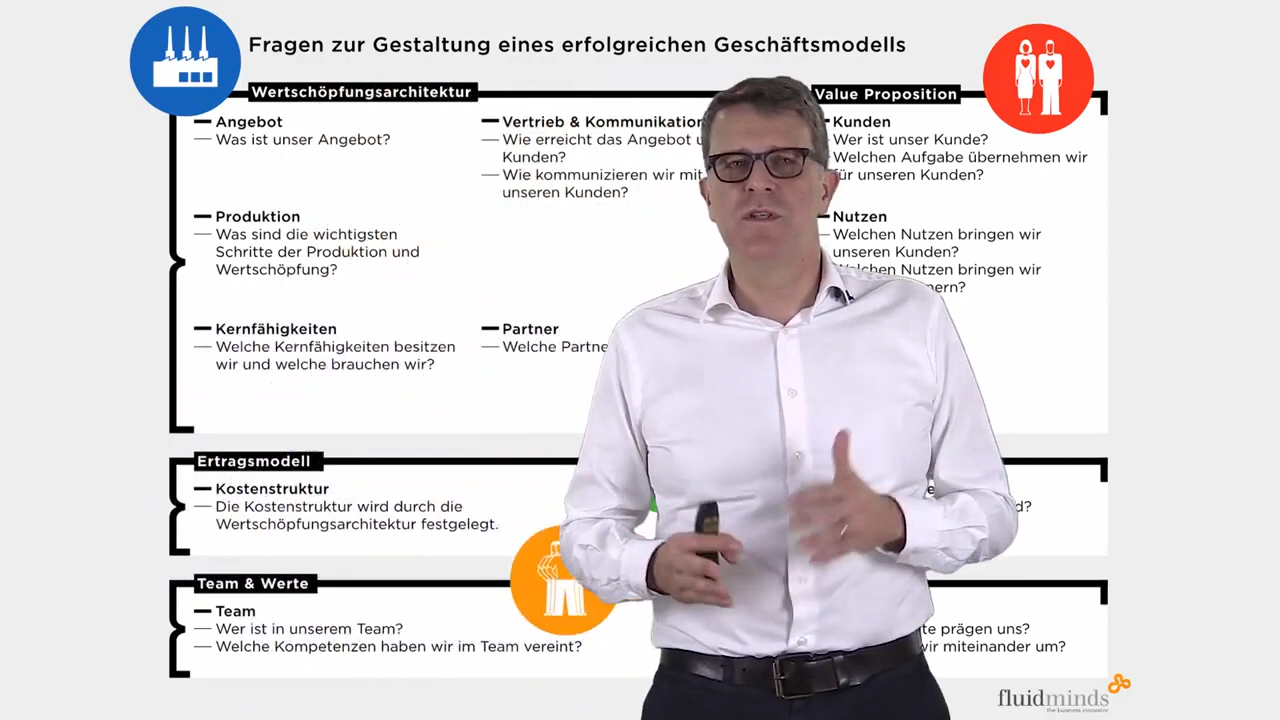 Fragen zur Gestaltung eines erfolgreichen Geschäftsmodells
Wertschöpfungsarchitektur
Angebot
Was ist unser Angebot?
Produktion
Was sind die wichtigsten
Schritte der Produktion und
Wertschöpfung?
Kernfähigkeiten
Welche Kernfähigkeiten besitzen
wir und welche brauchen wir?
Vertrieb & Kommunikation
Wie erreicht das Angebot
Kunden?
Wie kommunizieren wir mit
unseren Kunden?
Partner
Welche
Value Proposition
Kunden
Wer ist unser Kunde?
Welchen Aufgabe übernehmen wir
für unseren Kunden?
Nutzen
Welchen Nutzen bringen wir
unseren Kunden?
Welchen Nutzen bringen wir
Ertragsmodell
Kostenstruktur
Die Kostenstruktur wird durch die
Wertschöpfungsarchitektur festgelegt.
Team & Werte
Team
Wer ist in unserem Team?
Welche Kompetenzen haben wir im Team vereint?
prägen uns?
wir miteinander um?
fluidminds
the business innovator